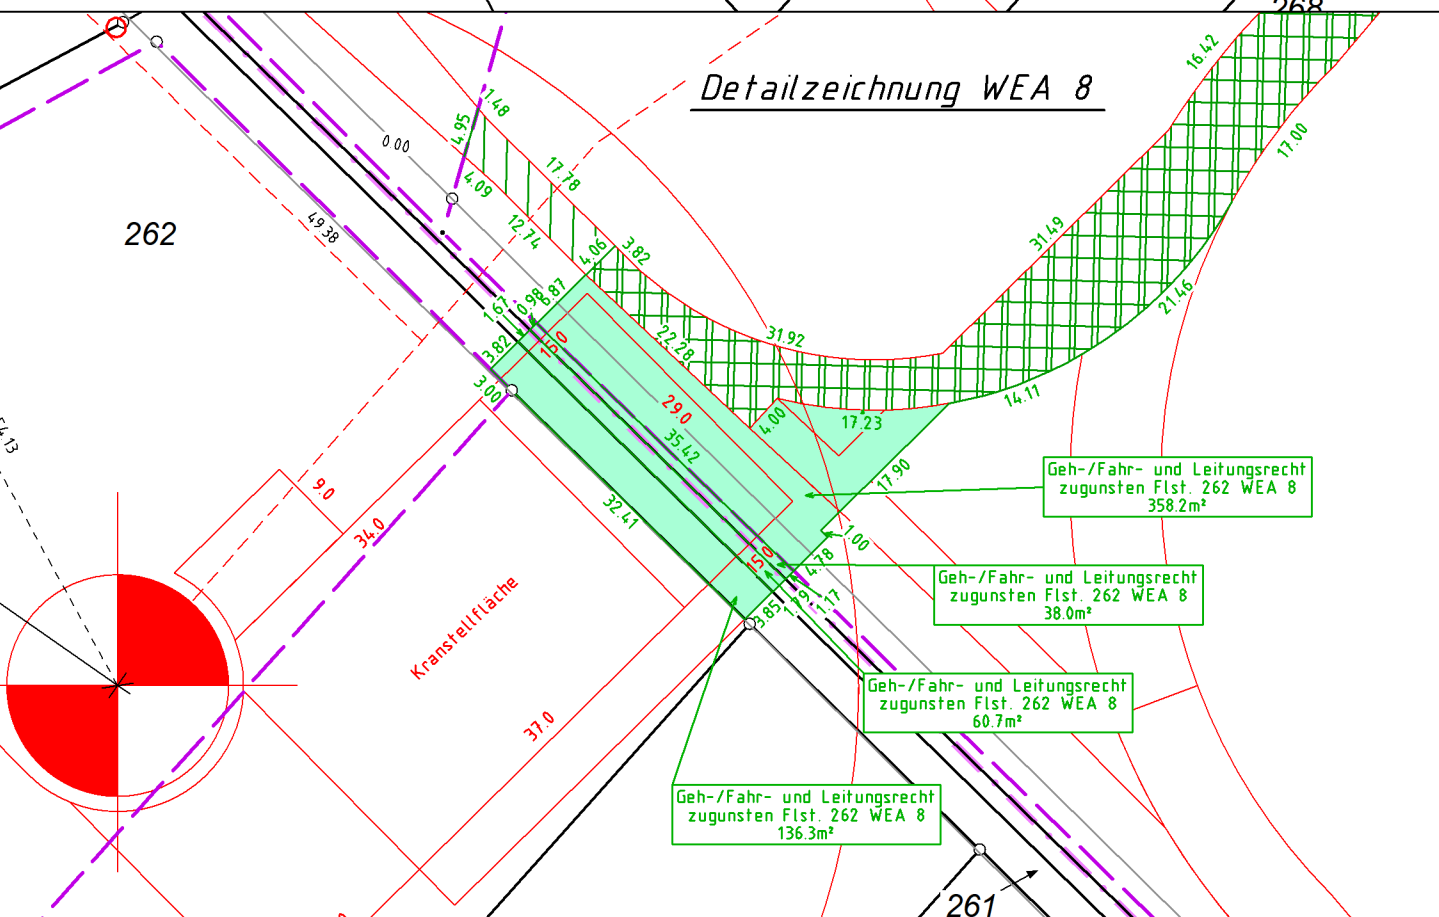 268
Detailzeichnung WEA 8
16.42
17.00
1.48
4.95
0.00
17.78
4.09
49.38
262
12.74
4.06
3.82
31.49
6.87
0.98
1.67
21.46
31.92
22.28
150
3.82
3.00
29.0
4.00
17.23
14.11
35.42
17.90
Geh-/Fahr- und Leitungsrecht
zugunsten Flst. 262 WEA 8
358.2m²
9.0
32.41
34.0
1.00
150
4.78
Geh-/Fahr- und Leitungsrecht
zugunsten Flst. 262 WEA 8
38.0m²
3.85
1.79
1.17
Kranstellfläche
Geh-/Fahr- und Leitungsrecht
zugunsten Flst. 262 WEA 8
60.7m²
37.0
Geh-/Fahr- und Leitungsrecht
zugunsten Flst. 262 WEA 8
136.3m²
261